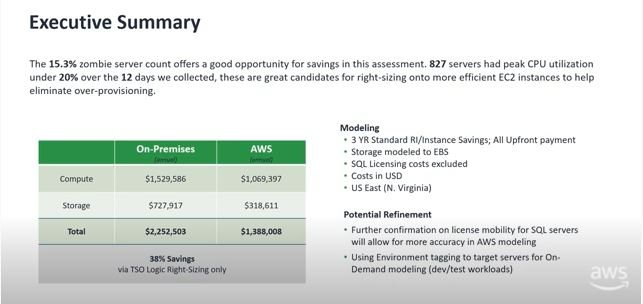 Executive Summary
The 15.3% zombie server count offers a good opportunity for savings in this assessment. 827 servers had peak CPU utilization
under 20% over the 12 days we collected, these are great candidates for right-sizing onto more efficient EC2 instances to help
eliminate over-provisioning.
On-Premises AWS
(annual) (annual)
Compute $1,529,586 $1,069,397
Storage $727,917 $318,611
Total $2,252,503 $1,388,008
38% Savings
via TSO Logic Right-Sizing only
Modeling
• 3 YR Standard RI/Instance Savings; All Upfront payment
• Storage modeled to EBS
• SQL Licensing costs excluded
• Costs in USD
• US East (N. Virginia)
Potential Refinement
• Further confirmation on license mobility for SQL servers
will allow for more accuracy in AWS modeling
• Using Environment tagging to target servers for On-
Demand modeling (dev/test workloads)
aws